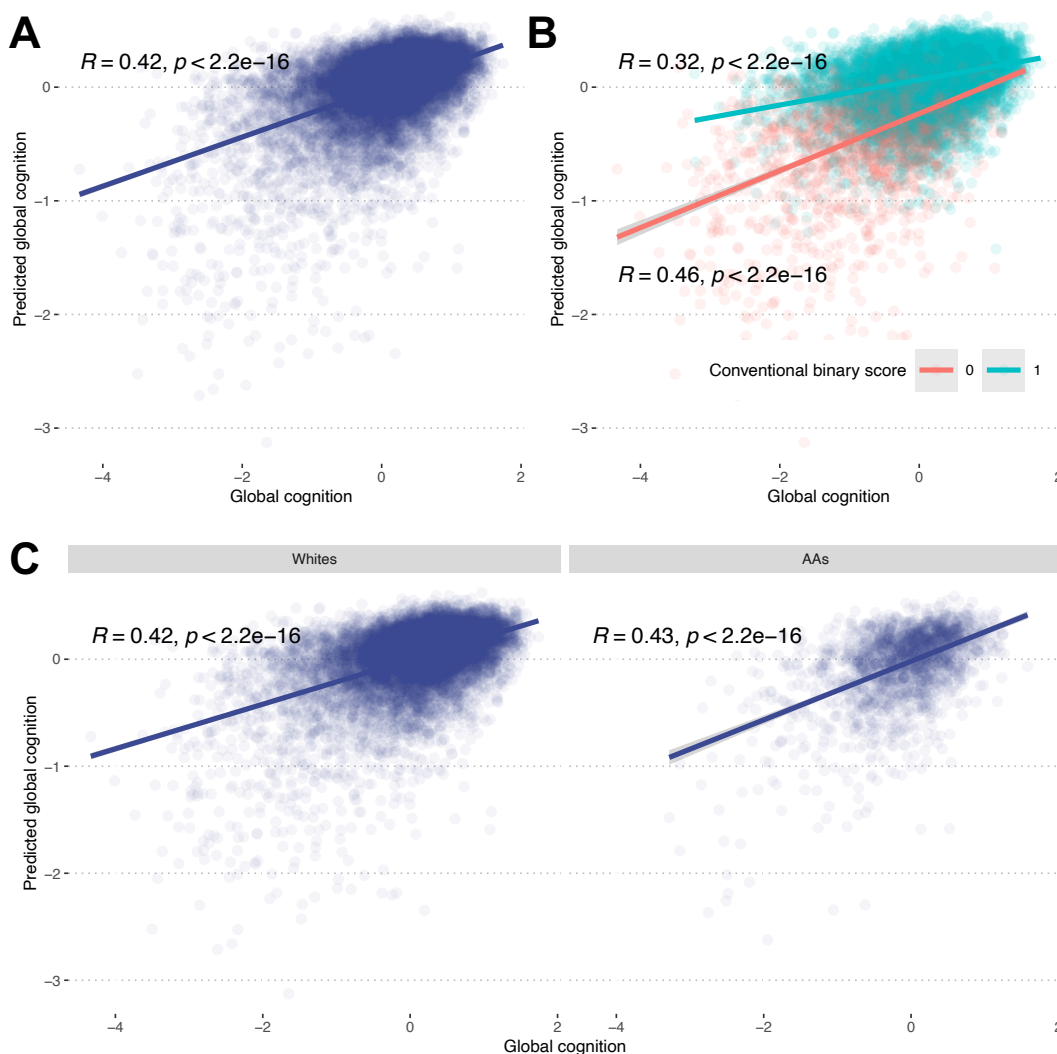 A
R = 0.42, p < 2.2e−16
0
−1
−2
−3
Predicted global cognition
−4
−2
0
2
Global cognition
B
R = 0.32, p < 2.2e−16
R = 0.46, p < 2.2e−16
Conventional binary score 0 1
0
−1
−2
−3
Predicted global cognition
−4
−2
0
2
Global cognition
C
Whites
AAs
R = 0.42, p < 2.2e−16
R = 0.43, p < 2.2e−16
0
−1
−2
−3
Predicted global cognition
−4
−2
0
2
−4
−2
0
2
Global cognition